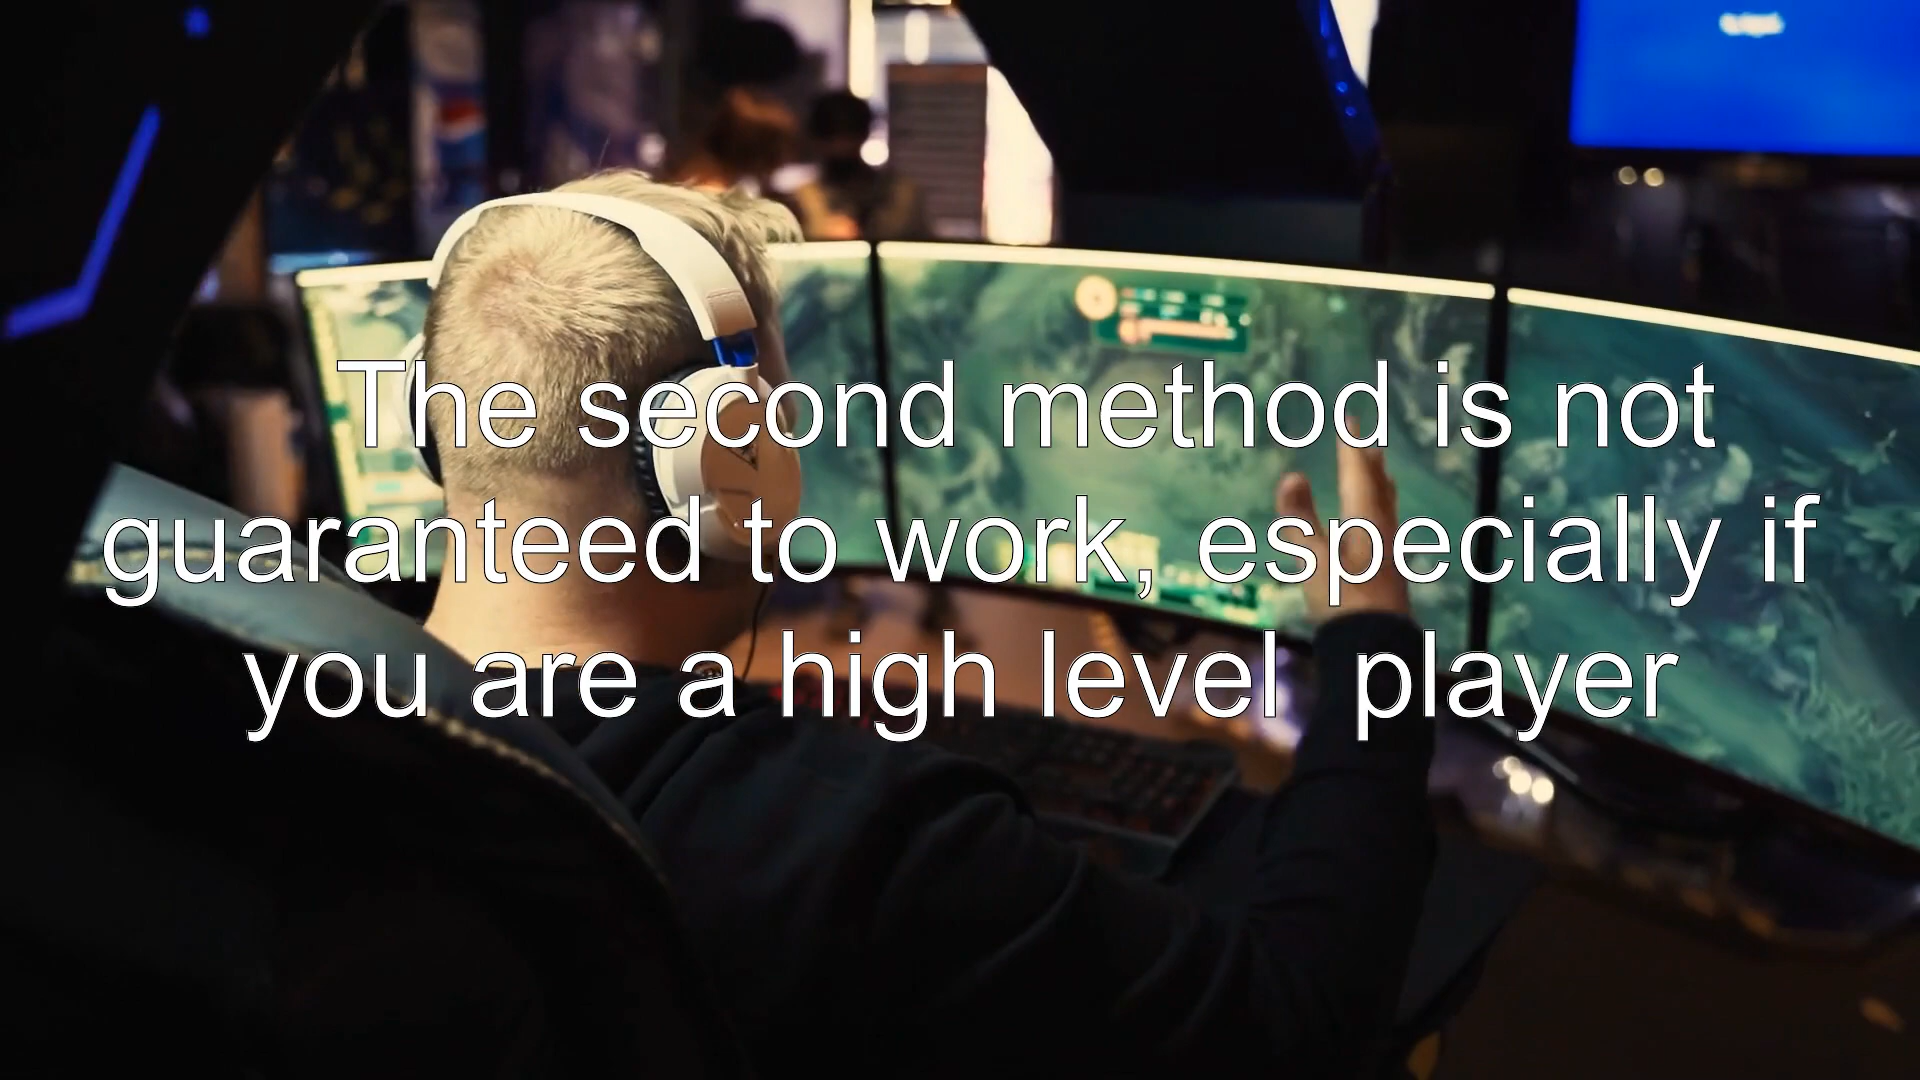 The second method is not
guaranteed to work, especially if
you are a high level  player